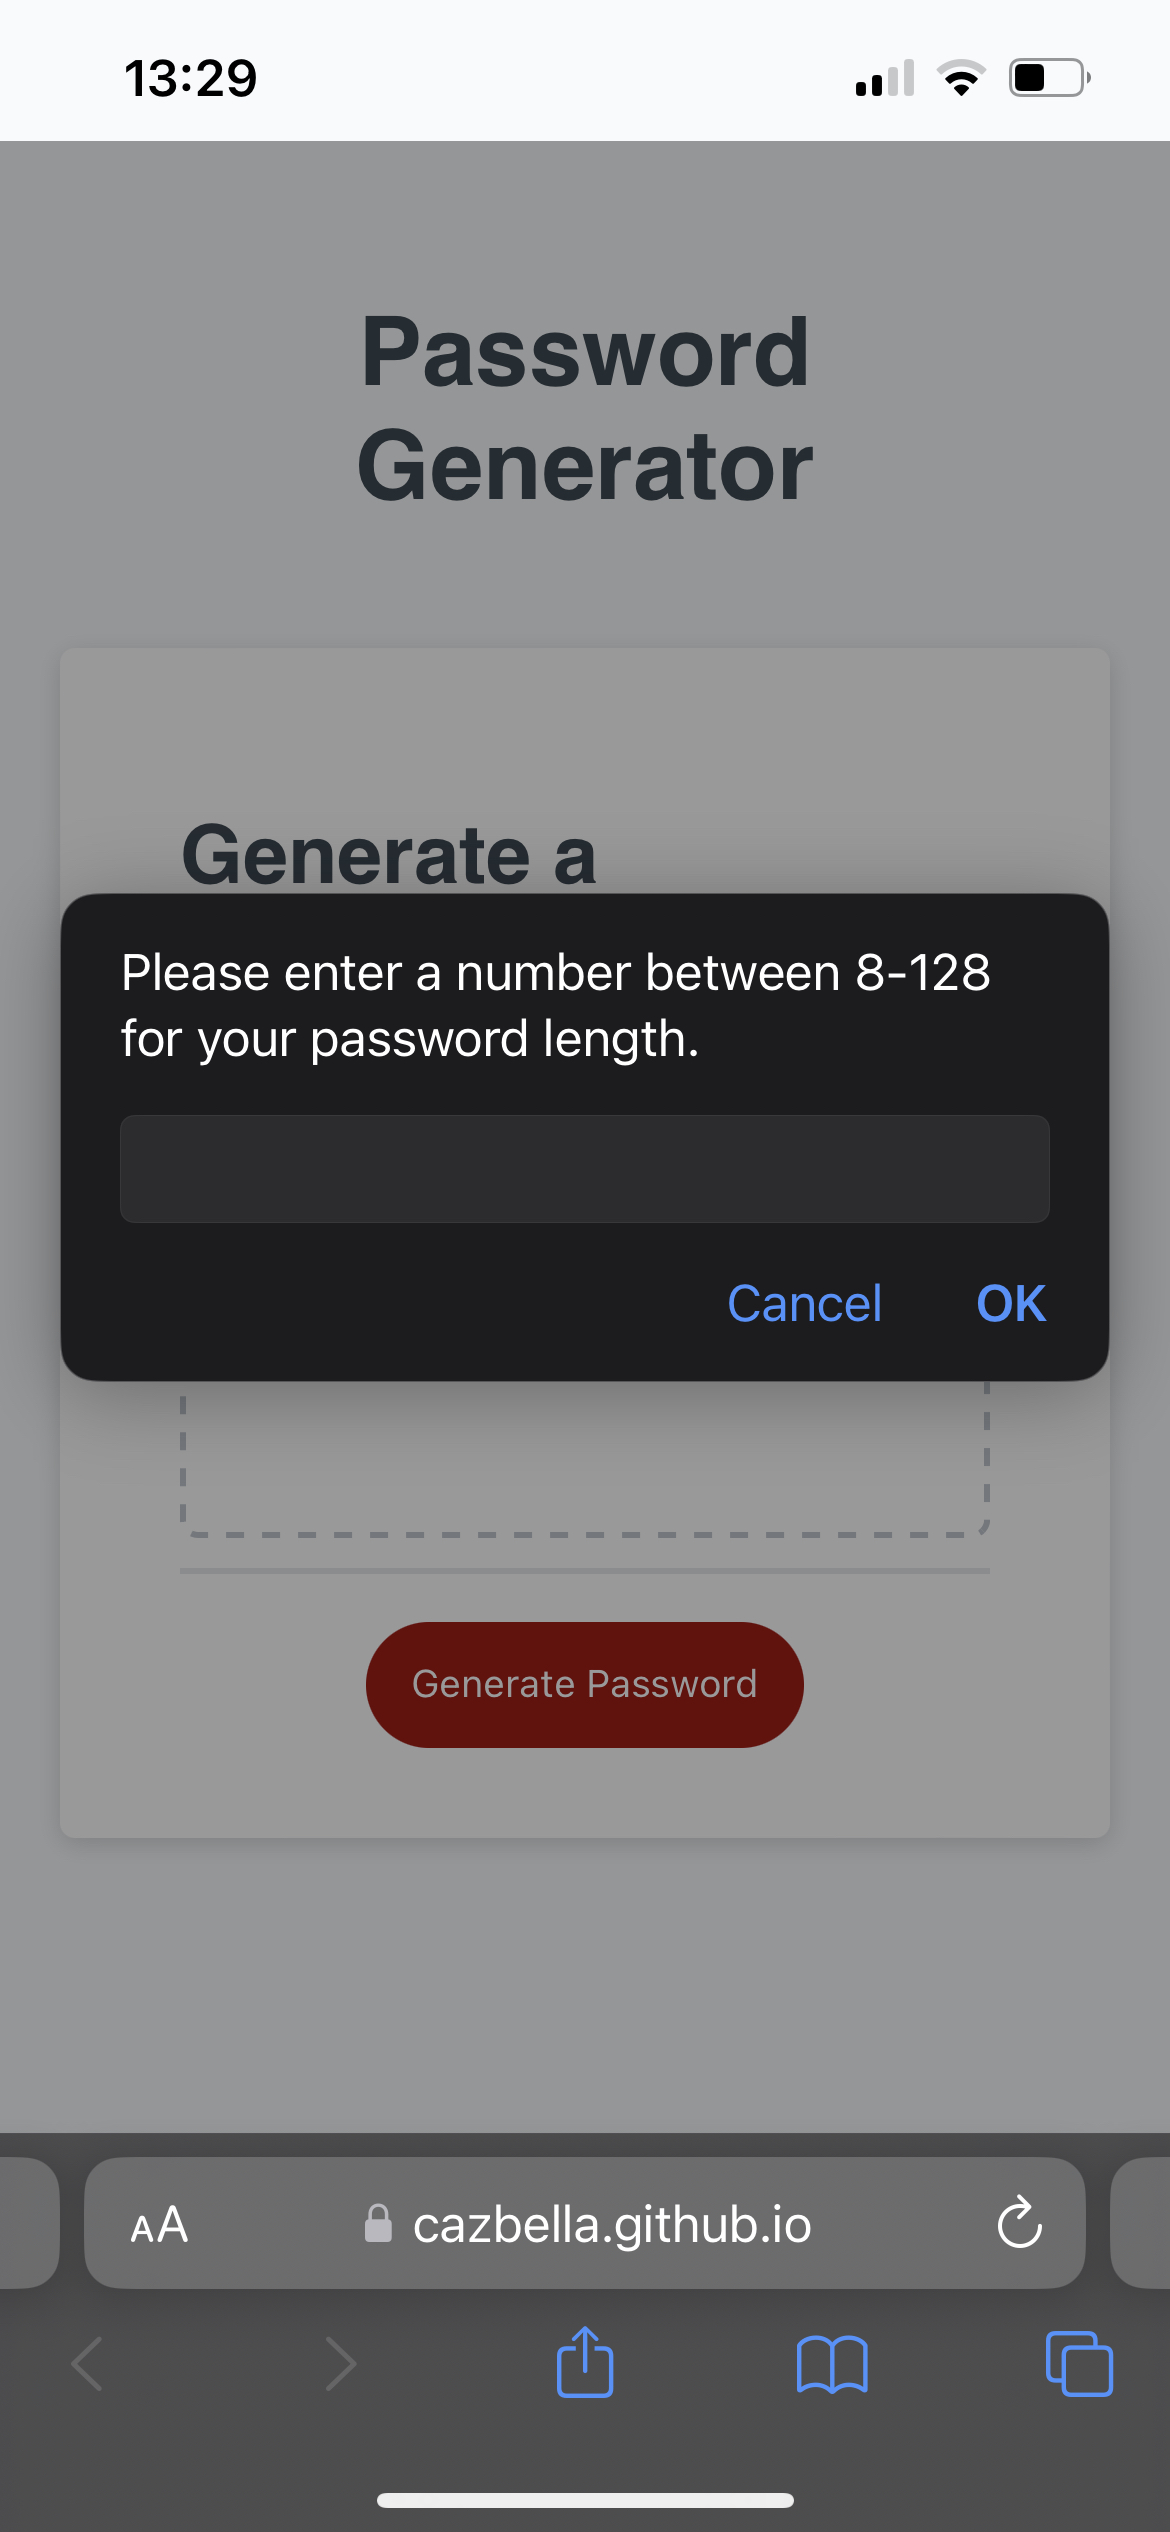 13:29
Password
Generator
Generate a
Please enter a number between 8-128
for your password length.
Cancel OK
Generate Password
AA cazbella.github.io